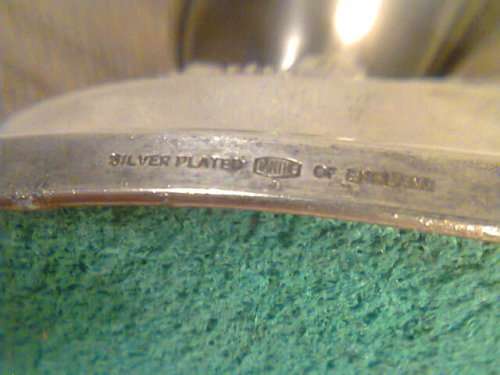 SILVER PLATED OF ENGLAND